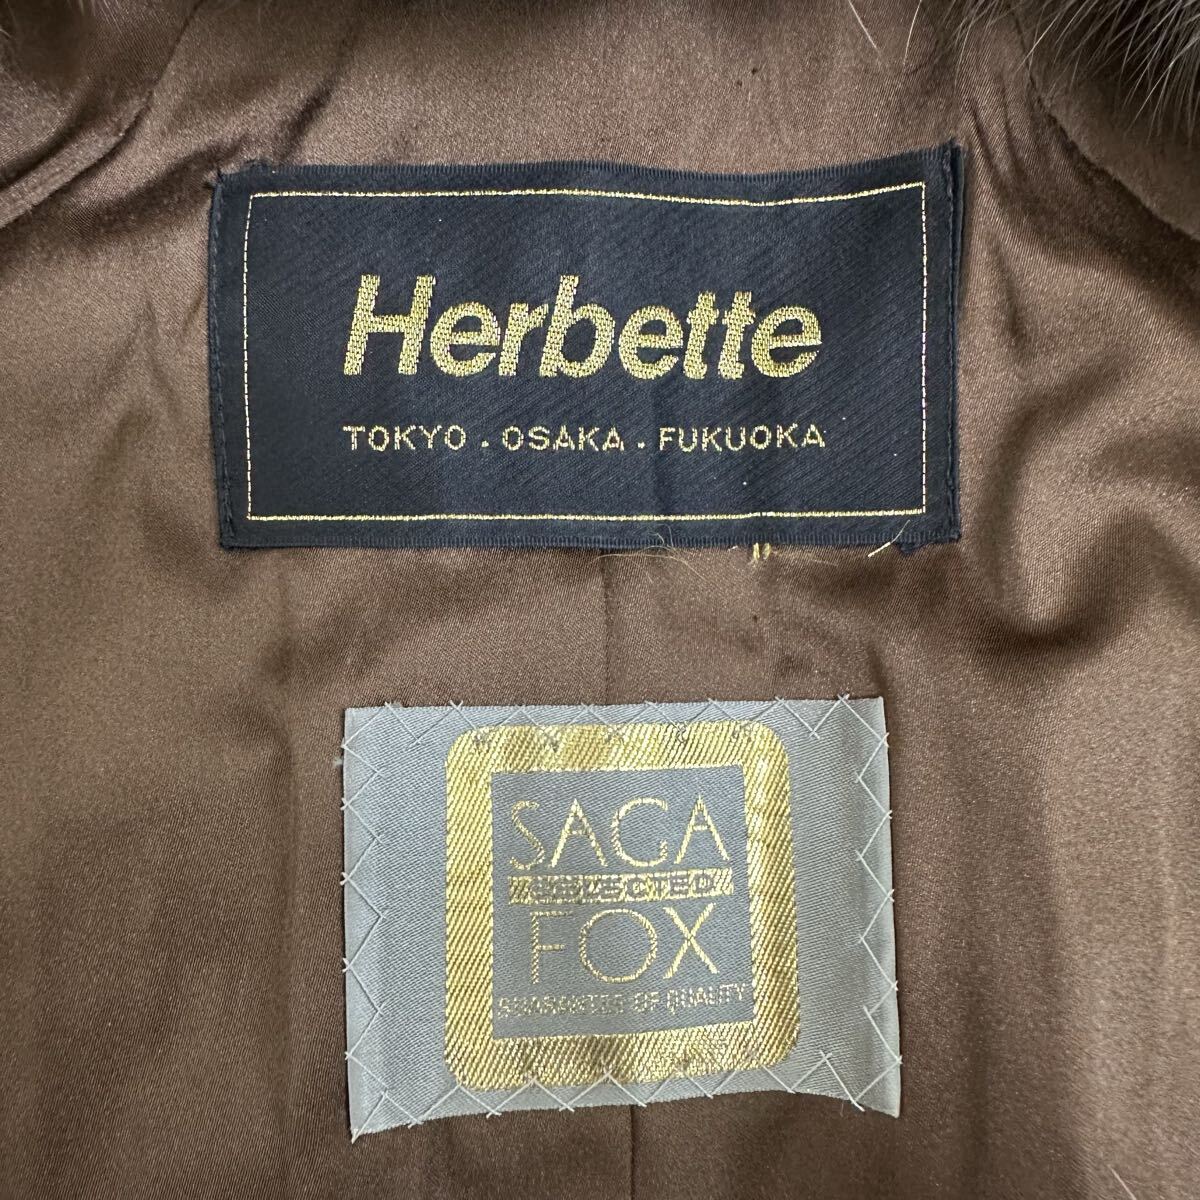 Herbette
TOKYO . OSAKA . FUKUOKA
SAGA
SELECTED
FOX
GUARANTEE OF QUALITY